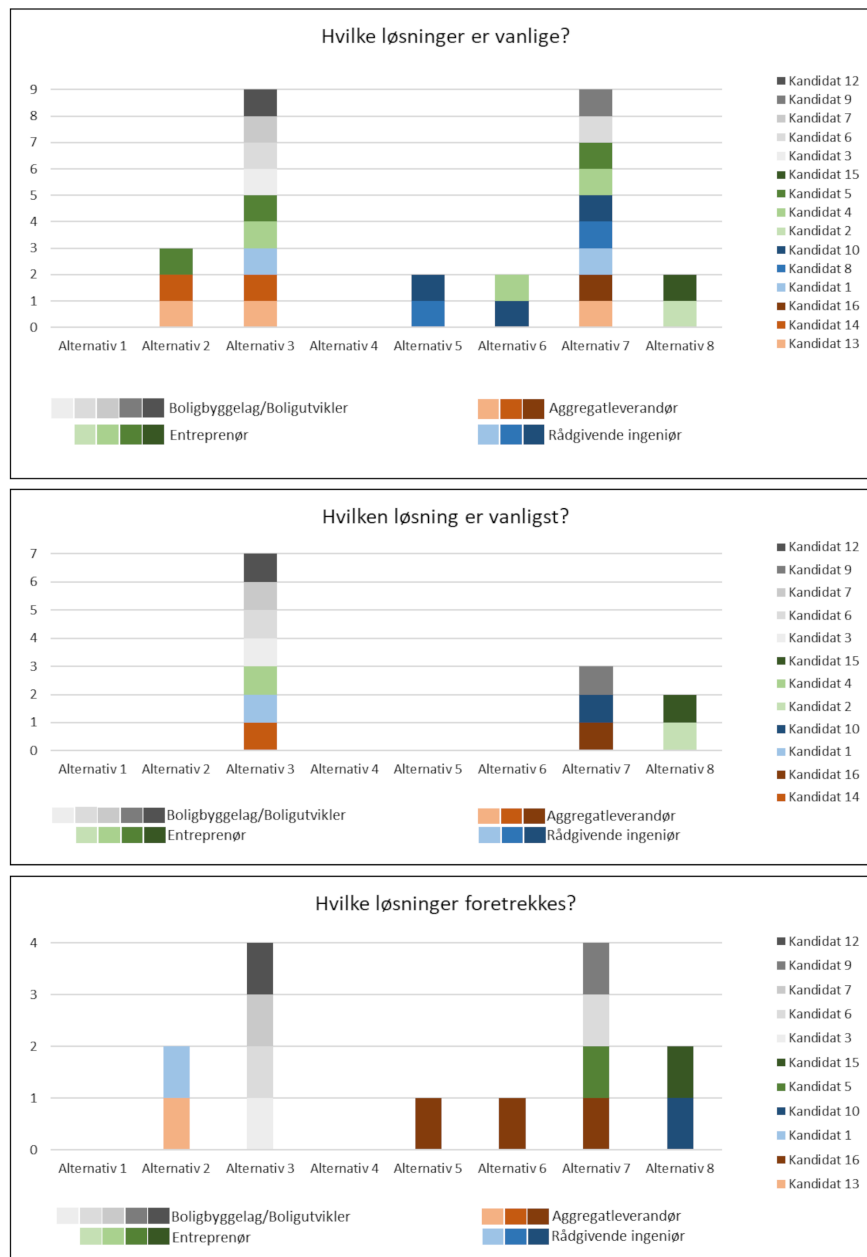 Hvilke løsninger er vanlige?
9
8
7
6
5
4
3
2
1
0
Alternativ 1 Alternativ 2 Alternativ 3 Alternativ 4 Alternativ 5 Alternativ 6 Alternativ 7 Alternativ 8
Kandidat 12
Kandidat 9
Kandidat 7
Kandidat 6
Kandidat 3
Kandidat 15
Kandidat 5
Kandidat 4
Kandidat 2
Kandidat 10
Kandidat 8
Kandidat 1
Kandidat 16
Kandidat 14
Kandidat 13
Boligbyggelag/Boligutvikler Aggregatleverandør
Entreprenør Rådgivende ingeniør
Hvilken løsning er vanligst?
7
6
5
4
3
2
1
0
Alternativ 1 Alternativ 2 Alternativ 3 Alternativ 4 Alternativ 5 Alternativ 6 Alternativ 7 Alternativ 8
Kandidat 12
Kandidat 9
Kandidat 7
Kandidat 6
Kandidat 3
Kandidat 15
Kandidat 4
Kandidat 2
Kandidat 10
Kandidat 1
Kandidat 16
Kandidat 14
Boligbyggelag/Boligutvikler Aggregatleverandør
Entreprenør Rådgivende ingeniør
Hvilke løsninger foretrekkes?
4
3
2
1
0
Alternativ 1 Alternativ 2 Alternativ 3 Alternativ 4 Alternativ 5 Alternativ 6 Alternativ 7 Alternativ 8
Kandidat 12
Kandidat 9
Kandidat 7
Kandidat 6
Kandidat 3
Kandidat 15
Kandidat 5
Kandidat 10
Kandidat 1
Kandidat 16
Kandidat 13
Boligbyggelag/Boligutvikler Aggregatleverandør
Entreprenør Rådgivende ingeniør